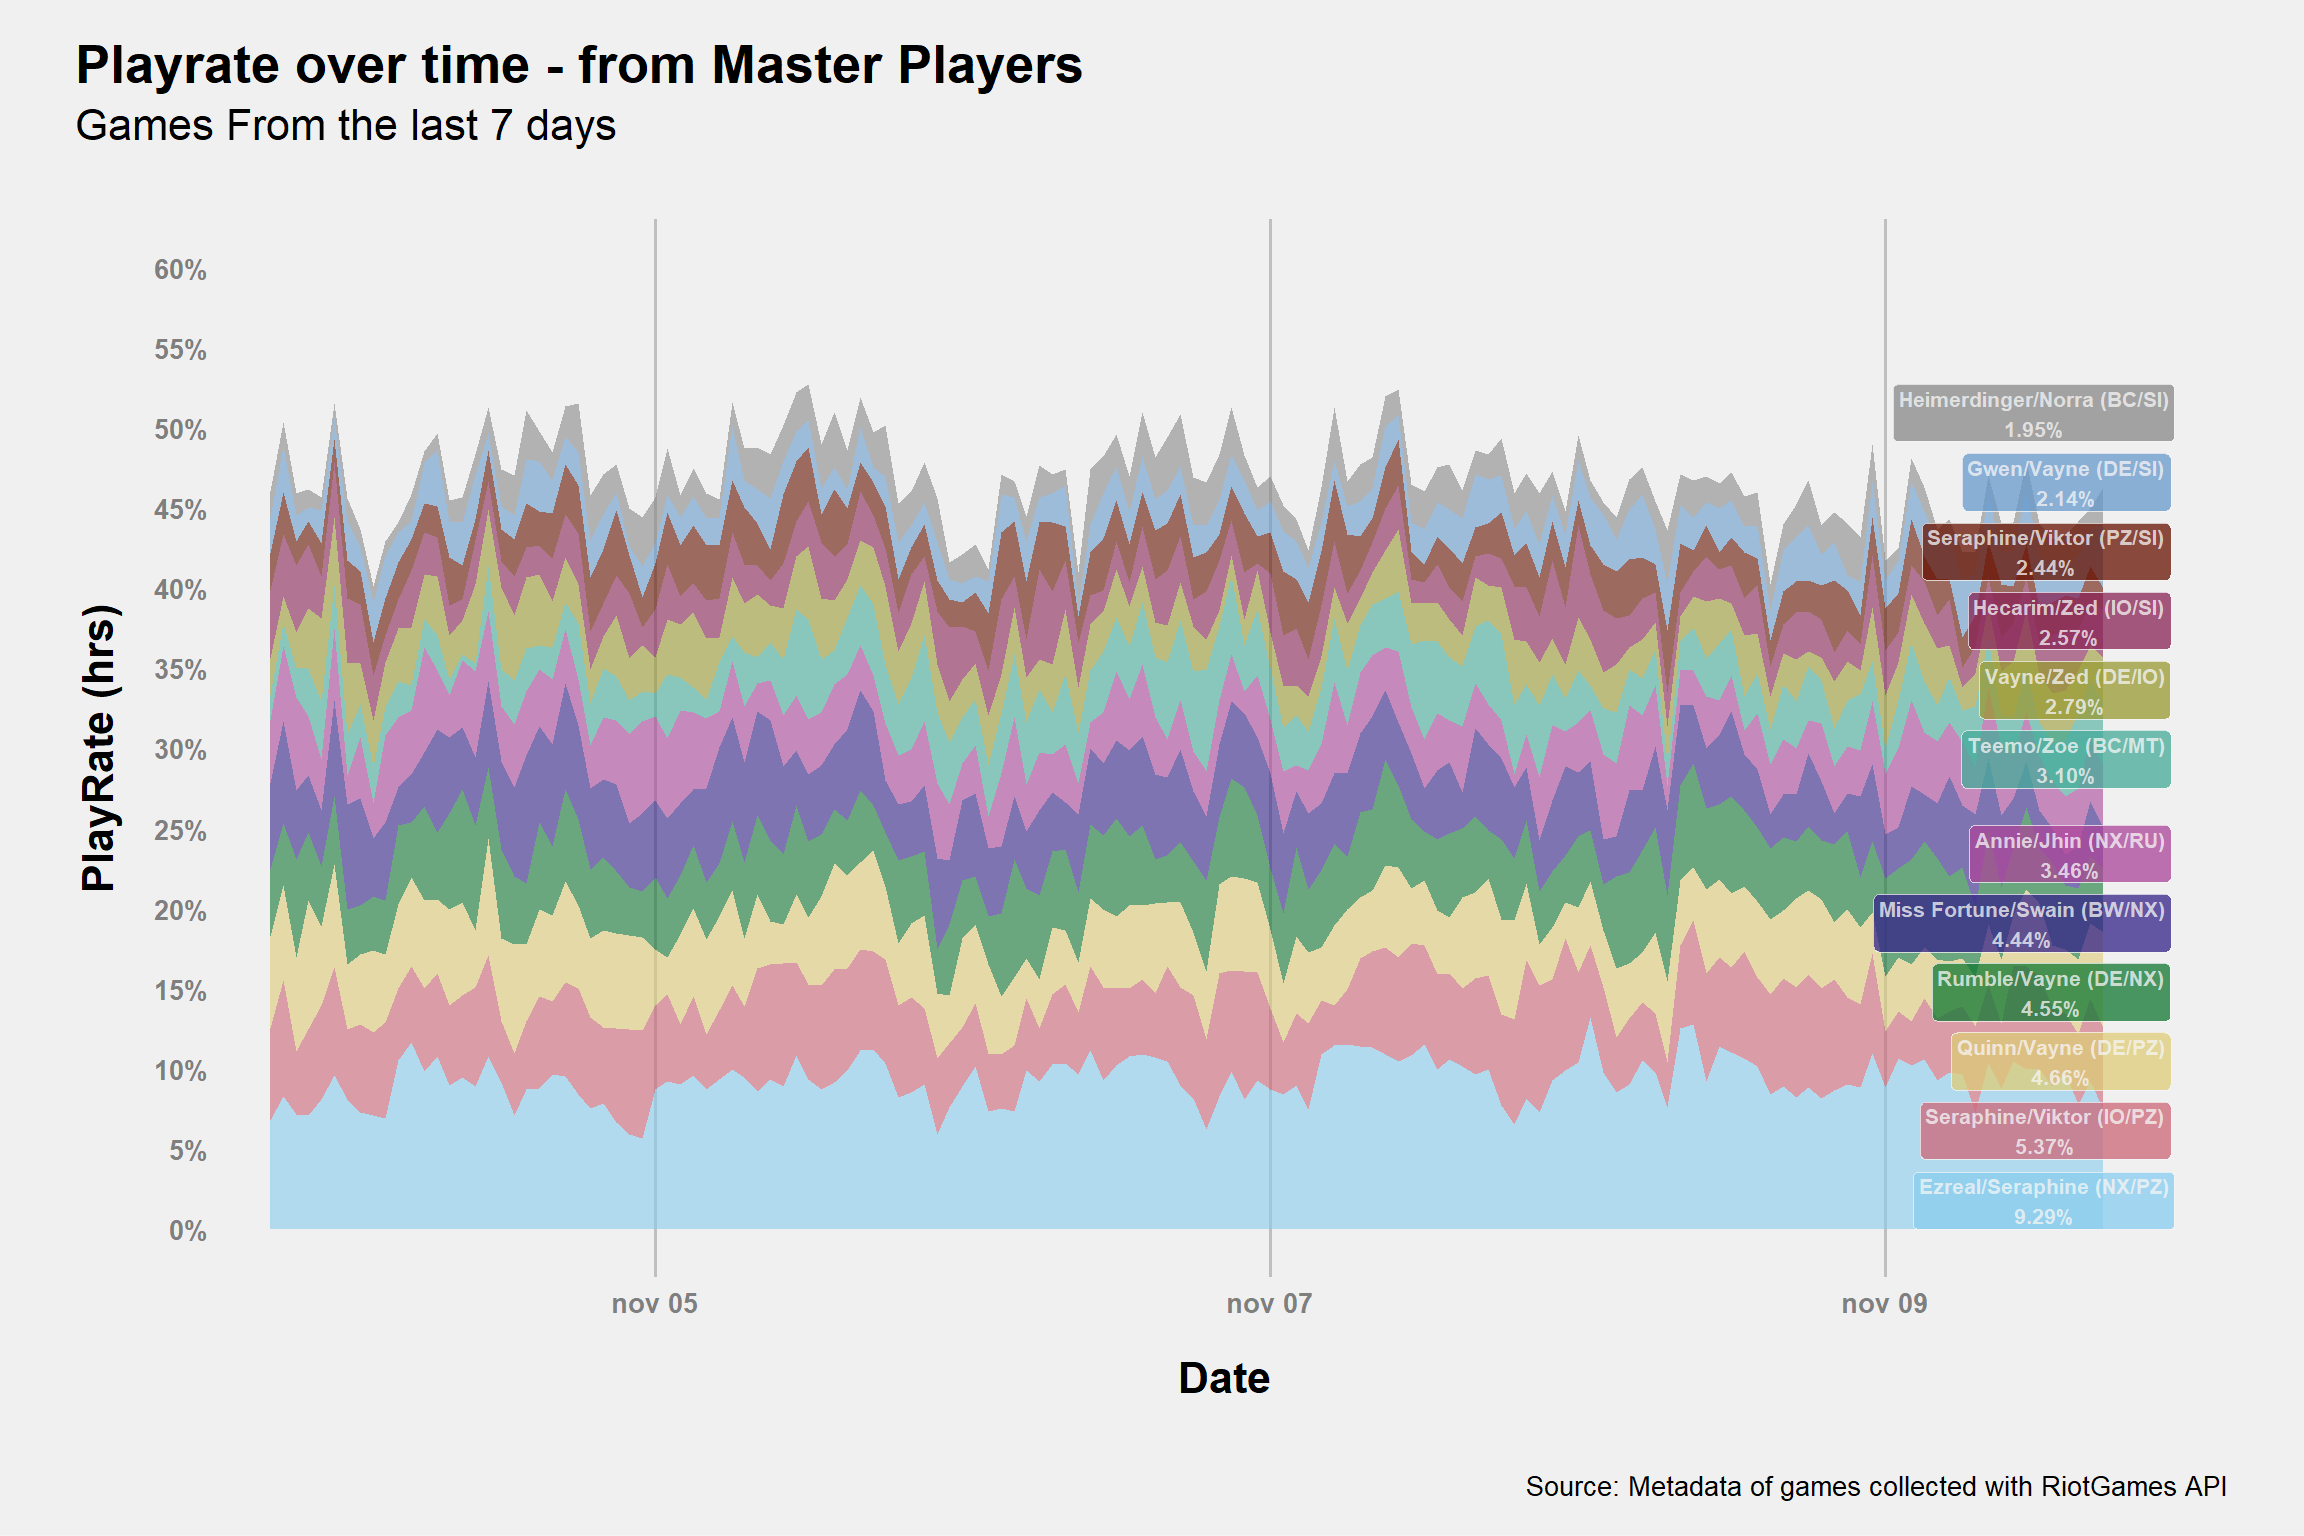 Playrate over time - from Master Players
Games From the last 7 days
PlayRate (hrs)
60%
55%
50%
45%
40%
35%
30%
25%
20%
15%
10%
5%
0%
Heimerdinger/Norra (BC/SI)
1.95%
Gwen/Vayne (DE/SI)
2.14%
Seraphine/Viktor (PZ/SI)
2.44%
Hecarim/Zed (IO/SI)
2.57%
Vayne/Zed (DE/IO)
2.79%
Teemo/Zoe (BC/MT)
3.10%
Annie/Jhin (NX/RU)
3.46%
Miss Fortune/Swain (BW/NX)
4.44%
Rumble/Vayne (DE/NX)
4.55%
Quinn/Vayne (DE/PZ)
4.66%
Seraphine/Viktor (IO/PZ)
5.37%
Ezreal/Seraphine (NX/PZ)
9.29%
nov 05
nov 07
nov 09
Date
Source: Metadata of games collected with RiotGames API